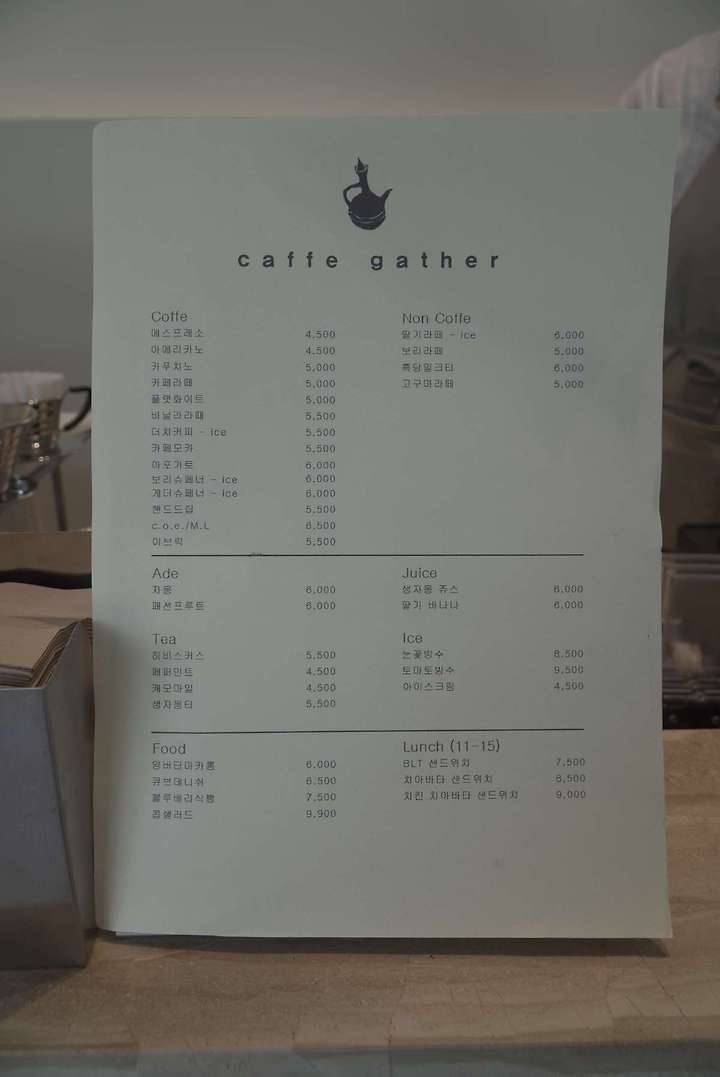 caffe gather
Coffe
에스프레소 4,500
아메리카노 4,500
카푸치노 5,000
카페라떼 5,000
플랫화이트 5,000
바닐라라떼 5,500
더치커피 - ice 5,500
카페모카 5,500
아포가토 6,000
보리슈페너 - ice 6,000
게더슈페너 - ice 6,000
핸드드립 5,500
c.o.e./M.L 6,500
이브릭 5,500
Non Coffe
딸기라떼 - ice 6,000
보리라떼 5,000
흑당밀크티 6,000
고구마라떼 5,000
Ade
자몽 6,000
패션프루트 6,000
Juice
생자몽 쥬스 6,000
딸기 바나나 6,000
Tea
히비스커스 5,500
페퍼민트 4,500
캐모마일 4,500
생자몽티 5,500
Ice
눈꽃빙수 8,500
토마토빙수 9,500
아이스크림 4,500
Food
앙버터마카롱 6,000
큐브데니쉬 6,500
블루베리식빵 7,500
콥샐러드 9,900
Lunch (11-15)
BLT 샌드위치 7,500
치아바타 샌드위치 8,500
치킨 치아바타 샌드위치 9,000